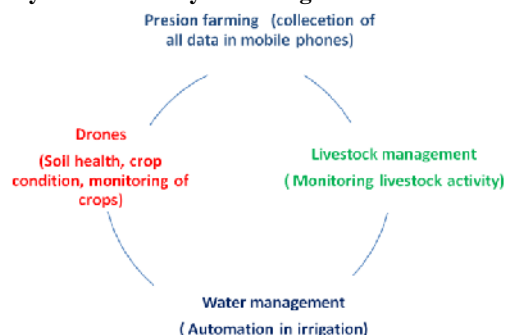 Presion farming (collecetion of
all data in mobile phones)
Drones
(Soil health, crop
condition, monitoring of
crops)
Livestock management
( Monitoring livestock activity)
Water management
( Automation in irrigation)